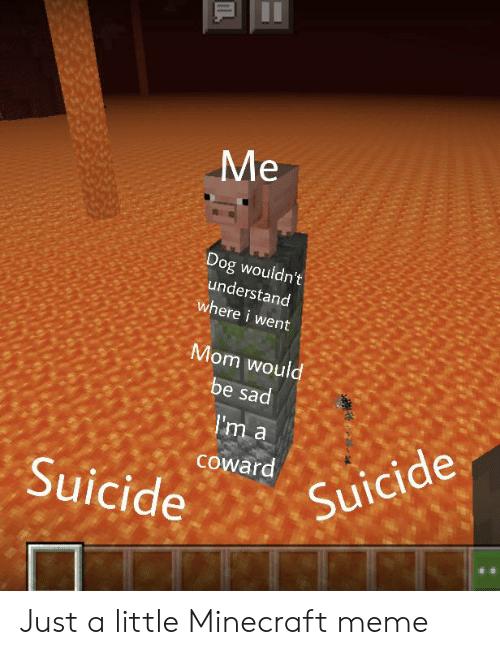 Me
Dog wouldn't
understand
where i went
Mom would
be sad
I'm a
coward
Suicide
Suicide
Just a little Minecraft meme